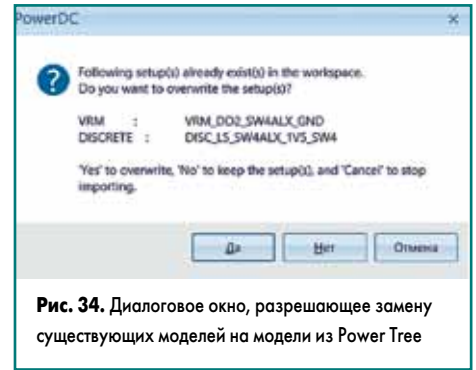 PowerDC
Following setup(s) already exist(s) in the workspace.
Do you want to overwrite the setup(s)?
VRM : VRM_DO2_SW4ALX_GND
DISCRETE : DISC_L5_SW4ALX_1V5_SW4
'Yes' to overwrite, 'No' to keep the setup(s), and 'Cancel' to stop
importing.
Да Нет Отмена
Рис. 34. Диалоговое окно, разрешающее замену
существующих моделей на модели из Power Tree